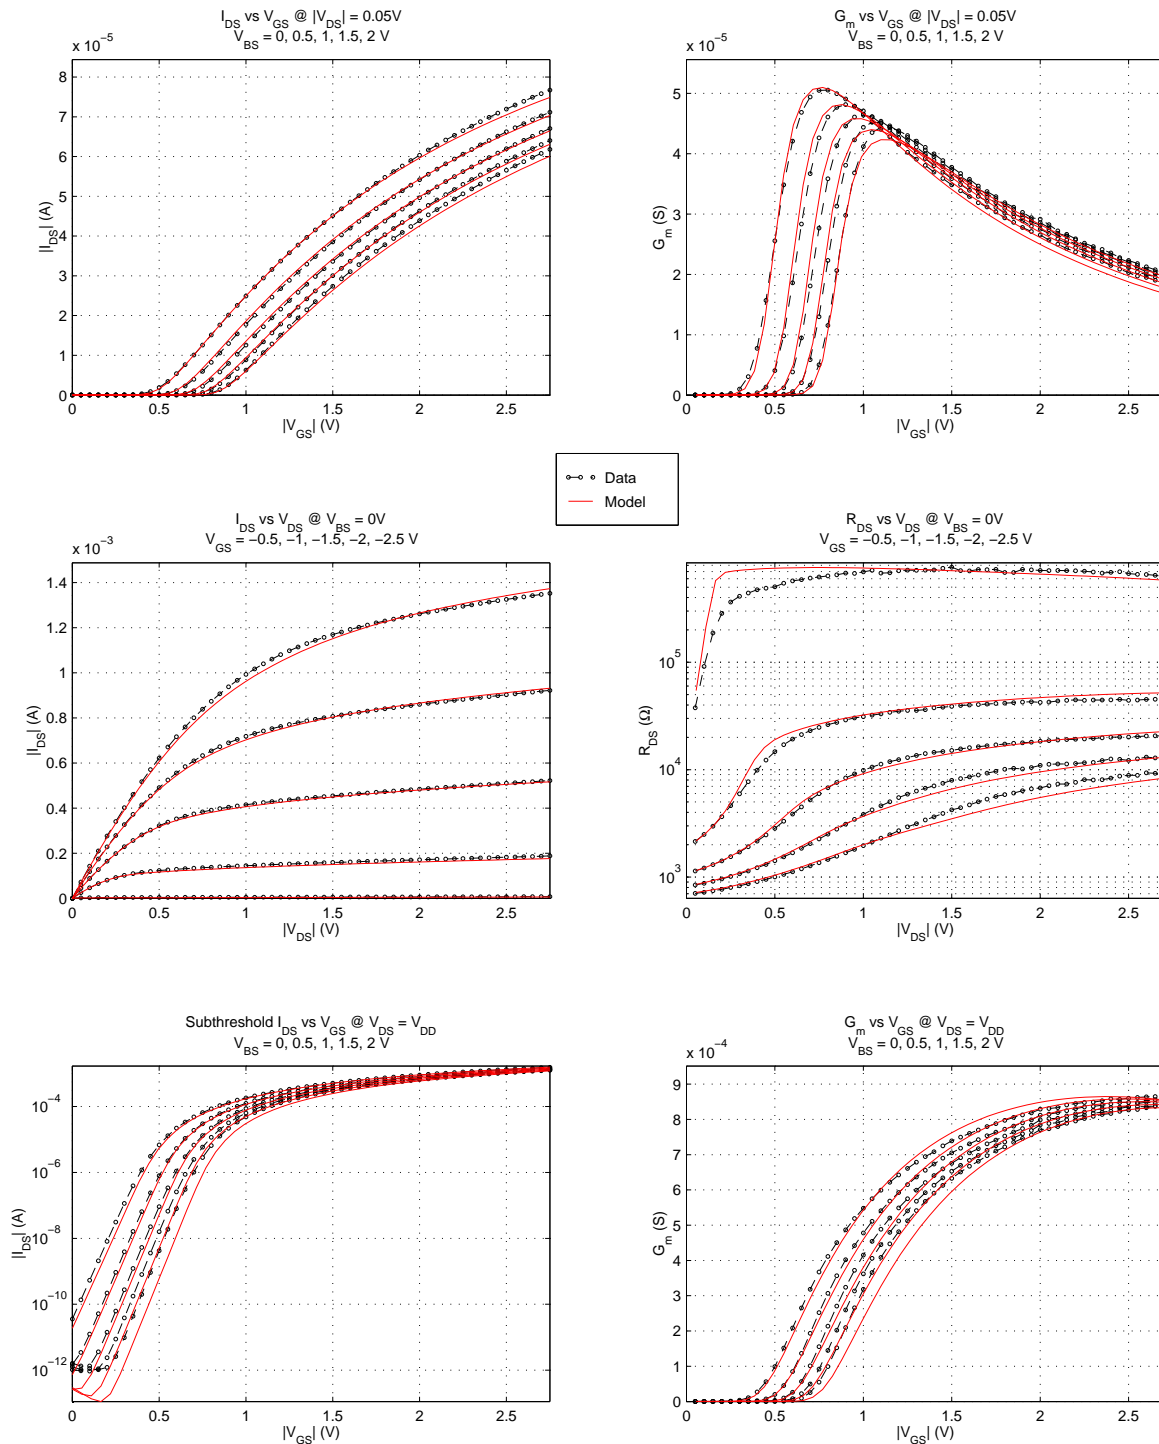 I_DS vs V_GS @ |V_DS| = 0.05V
V_BS = 0, 0.5, 1, 1.5, 2 V
x 10^−5
8
7
6
5
4
3
2
1
0
|I_DS| (A)
0 0.5 1 1.5 2 2.5
|V_GS| (V)
G_m vs V_GS @ |V_DS| = 0.05V
V_BS = 0, 0.5, 1, 1.5, 2 V
x 10^−5
5
4
3
2
1
0
G_m (S)
0 0.5 1 1.5 2
|V_GS| (V)
Data
Model
I_DS vs V_DS @ V_BS = 0V
V_GS = −0.5, −1, −1.5, −2, −2.5 V
x 10^−3
1.4
1.2
1
0.8
0.6
0.4
0.2
0
|I_DS| (A)
0 0.5 1 1.5 2 2.5
|V_DS| (V)
R_DS vs V_DS @ V_BS = 0V
V_GS = −0.5, −1, −1.5, −2, −2.5 V
10^5
10^4
10^3
R_DS (Ω)
0 0.5 1 1.5 2
|V_DS| (V)
Subthreshold I_DS vs V_GS @ V_DS = V_DD
V_BS = 0, 0.5, 1, 1.5, 2 V
10^−4
10^−6
10^−8
10^−10
10^−12
|I_DS| (A)
0 0.5 1 1.5 2 2.5
|V_GS| (V)
G_m vs V_GS @ V_DS = V_DD
V_BS = 0, 0.5, 1, 1.5, 2 V
x 10^−4
9
8
7
6
5
4
3
2
1
0
G_m (S)
0 0.5 1 1.5 2
|V_GS| (V)